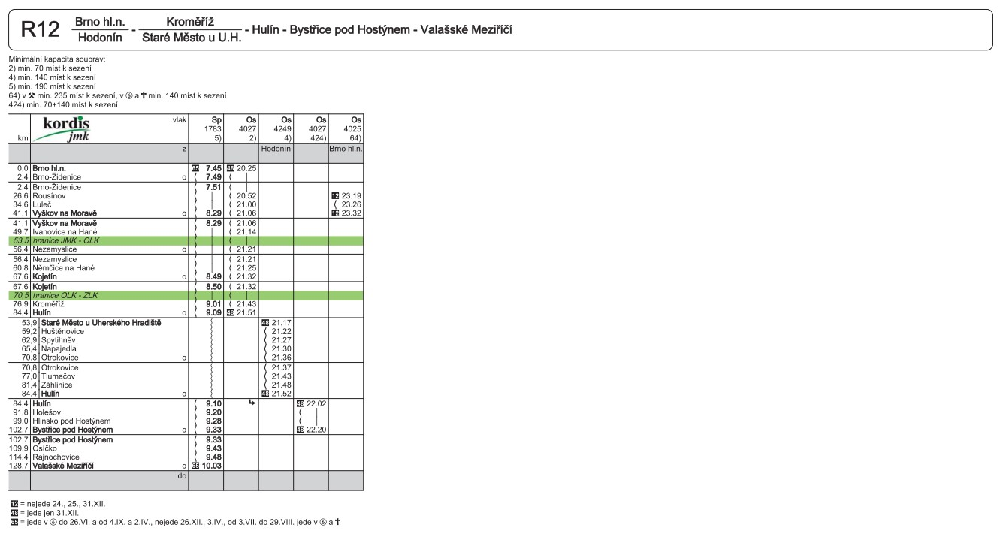 R12 Brno hl.n. / Hodonín - Kroměříž / Staré Město u U.H. - Hulín - Bystřice pod Hostýnem - Valašské Meziříčí
Minimální kapacita souprav:
2) min. 70 míst k sezení
4) min. 140 míst k sezení
5) min. 190 míst k sezení
64) v ⚒ min. 235 míst k sezení, v ⑥ a ✝ min. 140 míst k sezení
424) min. 70+140 míst k sezení
kordis vlak Sp Os Os Os Os
1783 4027 4249 4027 4025
km jmk 5) 2) 4) 424) 64)
z Hodonín Brno hl.n.
0,0 Brno hl.n. 65 7.45 48 20.25
2,4 Brno-Židenice o 7.49
2,4 Brno-Židenice 7.51
26,6 Rousínov 20.52 12 23.19
34,6 Luleč 21.00 23.26
41,1 Vyškov na Moravě o 8.29 21.06 12 23.32
41,1 Vyškov na Moravě 8.29 21.06
49,7 Ivanovice na Hané 21.14
53,5 hranice JMK - OLK
56,4 Nezamyslice o 21.21
56,4 Nezamyslice 21.21
60,8 Němčice na Hané 21.25
67,6 Kojetín o 8.49 21.32
67,6 Kojetín 8.50 21.32
70,5 hranice OLK - ZLK
76,9 Kroměříž 9.01 21.43
84,4 Hulín o 9.09 48 21.51
53,9 Staré Město u Uherského Hradiště 48 21.17
59,2 Huštěnovice 21.22
62,9 Spytihněv 21.27
65,4 Napajedla 21.30
70,8 Otrokovice o 21.36
70,8 Otrokovice 21.37
77,0 Tlumačov 21.43
81,4 Záhlinice 21.48
84,4 Hulín o 48 21.52
84,4 Hulín 9.10 48 22.02
91,8 Holešov 9.20
99,0 Hlinsko pod Hostýnem 9.28
102,7 Bystřice pod Hostýnem o 9.33 48 22.20
102,7 Bystřice pod Hostýnem 9.33
109,9 Osíčko 9.43
114,4 Rajnochovice 9.48
128,7 Valašské Meziříčí o 65 10.03
do
12 = nejede 24., 25., 31.XII.
48 = jede jen 31.XII.
65 = jede v ⑥ do 26.VI. a od 4.IX. a 2.IV., nejede 26.XII., 3.IV., od 3.VII. do 29.VIII. jede v ⑥ a ✝